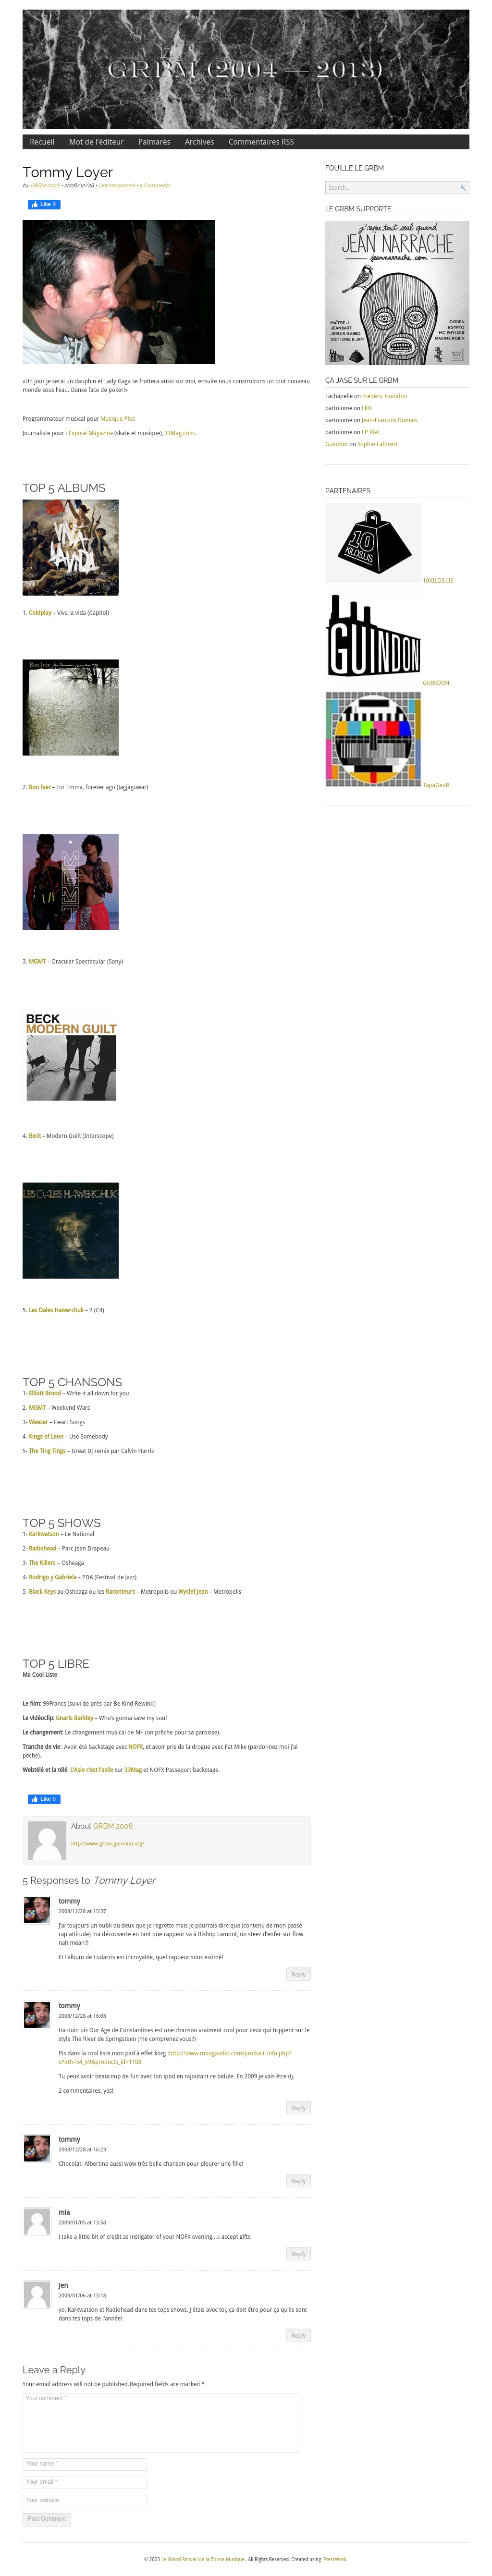 GRBM (2004 — 2013)
Recueil Mot de l'éditeur Palmarès Archives Commentaires RSS
Tommy Loyer
by GRBM 2008 • 2008/12/28 • Uncategorized • 5 Comments
Like 0
«Un jour je serai un dauphin et Lady Gaga se frottera aussi sur moi, ensuite nous construirons un tout nouveau
monde sous l'eau. Danse face de poker!»
Programmateur musical pour Musique Plus
Journaliste pour : Exposé Magazine (skate et musique), 33Mag.com.
TOP 5 ALBUMS
VIVA LA VIDA
1. Coldplay – Viva la vida (Capitol)
Bon Iver
2. Bon Iver – For Emma, forever ago (Jagjaguwar)
MGMT
3. MGMT – Oracular Spectacular (Sony)
BECK
MODERN GUILT
4. Beck – Modern Guilt (Interscope)
LES DALES HAWERCHUK
5. Les Dales Hawerchuk – 2 (C4)
TOP 5 CHANSONS
1- Elliott Brood – Write it all down for you
2- MGMT – Weekend Wars
3- Weezer – Heart Songs
4- Kings of Leon – Use Somebody
5- The Ting Tings – Great Dj remix par Calvin Harris
TOP 5 SHOWS
1- Karkwatson – Le National
2- Radiohead – Parc Jean Drapeau
3- The Killers – Osheaga
4- Rodrigo y Gabriela – PDA (Festival de Jazz)
5- Black Keys au Osheaga ou les Raconteurs – Metropolis ou Wyclef Jean – Metropolis
TOP 5 LIBRE
Ma Cool Liste
Le film: 99Francs (suivi de près par Be Kind Rewind)
Le vidéoclip: Gnarls Barkley – Who's gonna save my soul
Le changement: Le changement musical de M+ (on prêche pour sa paroisse).
Tranche de vie: Avoir été backstage avec NOFX, et avoir pris de la drogue avec Fat Mike (pardonnez moi j'ai
pêché).
Webtélé et la télé: L'Asie c'est l'asile sur 33Mag et NOFX Passeport backstage.
Like 0
About GRBM 2008
http://www.grbm.guindon.org/
5 Responses to Tommy Loyer
tommy
2008/12/28 at 15:37
J'ai toujours un oubli ou deux que je regrette mais je pourrais dire que (contenu de mon passé
rap attitude) ma découverte en tant que rappeur va à Bishop Lamont, un steez d'enfer sur flow
nah mean?!
Et l'album de Ludacris est incroyable, quel rappeur sous estimé!
Reply
tommy
2008/12/28 at 16:03
Ha ouin pis Our Age de Constantines est une chanson vraiment cool pour ceux qui trippent sur le
style The River de Springsteen (me comprenez vous?)
Pis dans la cool liste mon pad à effet korg :http://www.moogaudio.com/product_info.php?
cPath=54_59&products_id=1108
Tu peux avoir beaucoup de fun avec ton ipod en rajoutant ce bidule. En 2009 je vais être dj.
2 commentaires, yes!
Reply
tommy
2008/12/28 at 16:23
Chocolat- Albertine aussi wow très belle chanson pour pleurer une fille!
Reply
mia
2009/01/05 at 13:58
i take a little bit of credit as instigator of your NOFX evening….i accept gifts
Reply
jen
2009/01/06 at 13:18
yo, Karkwatson et Radiohead dans tes tops shows. J'étais avec toi, ça doit être pour ça qu'ils sont
dans tes tops de l'année!
Reply
Leave a Reply
Your email address will not be published.Required fields are marked *
Your comment *
Your name *
Your email *
Your website
Post Comment
FOUILLE LE GRBM
Search...
LE GRBM SUPPORTE
j'rappe tout seul quand
JEAN NARRACHE
jeannarrache.com
MAÎTRE J
JEANBART
JESUIS GABIO
OSTI ONE & JAM
OGDEN
EGYPTO
MC PHYLIS &
MAXIME ROBIN
ÇA JASE SUR LE GRBM
Lachapelle on Frédéric Guindon
bartolome on LKB
bartolome on Jean-Francois Dumais
bartolome on LP Riel
Guindon on Sophie Laforest
PARTENAIRES
10
KILOS.US
10KILOS.US
GUINDON
GUINDON
TapaGeuR
© 2023 Le Grand Recueil de la Bonne Musique . All Rights Reserved. Created using PressWork.